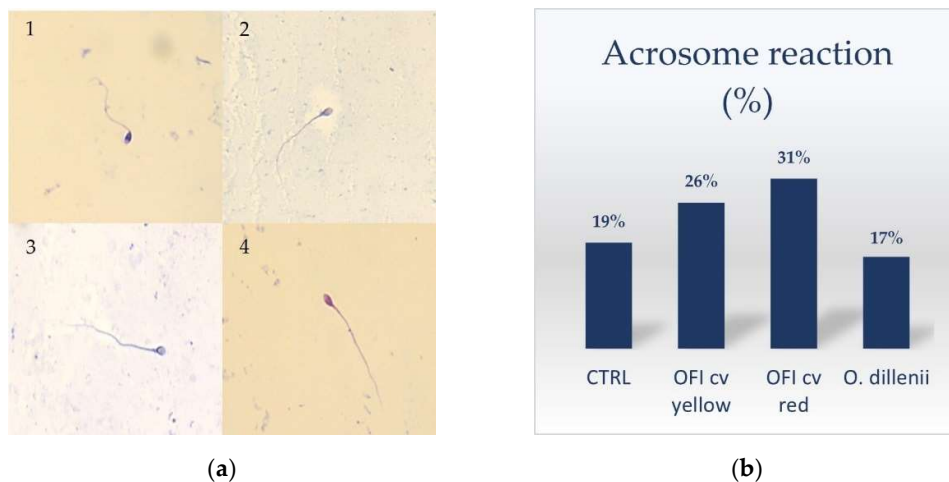 1
2
3
4
(a)
Acrosome reaction
(%)
19%
26%
31%
17%
CTRL
OFI cv
yellow
OFI cv
red
O. dillenii
(b)